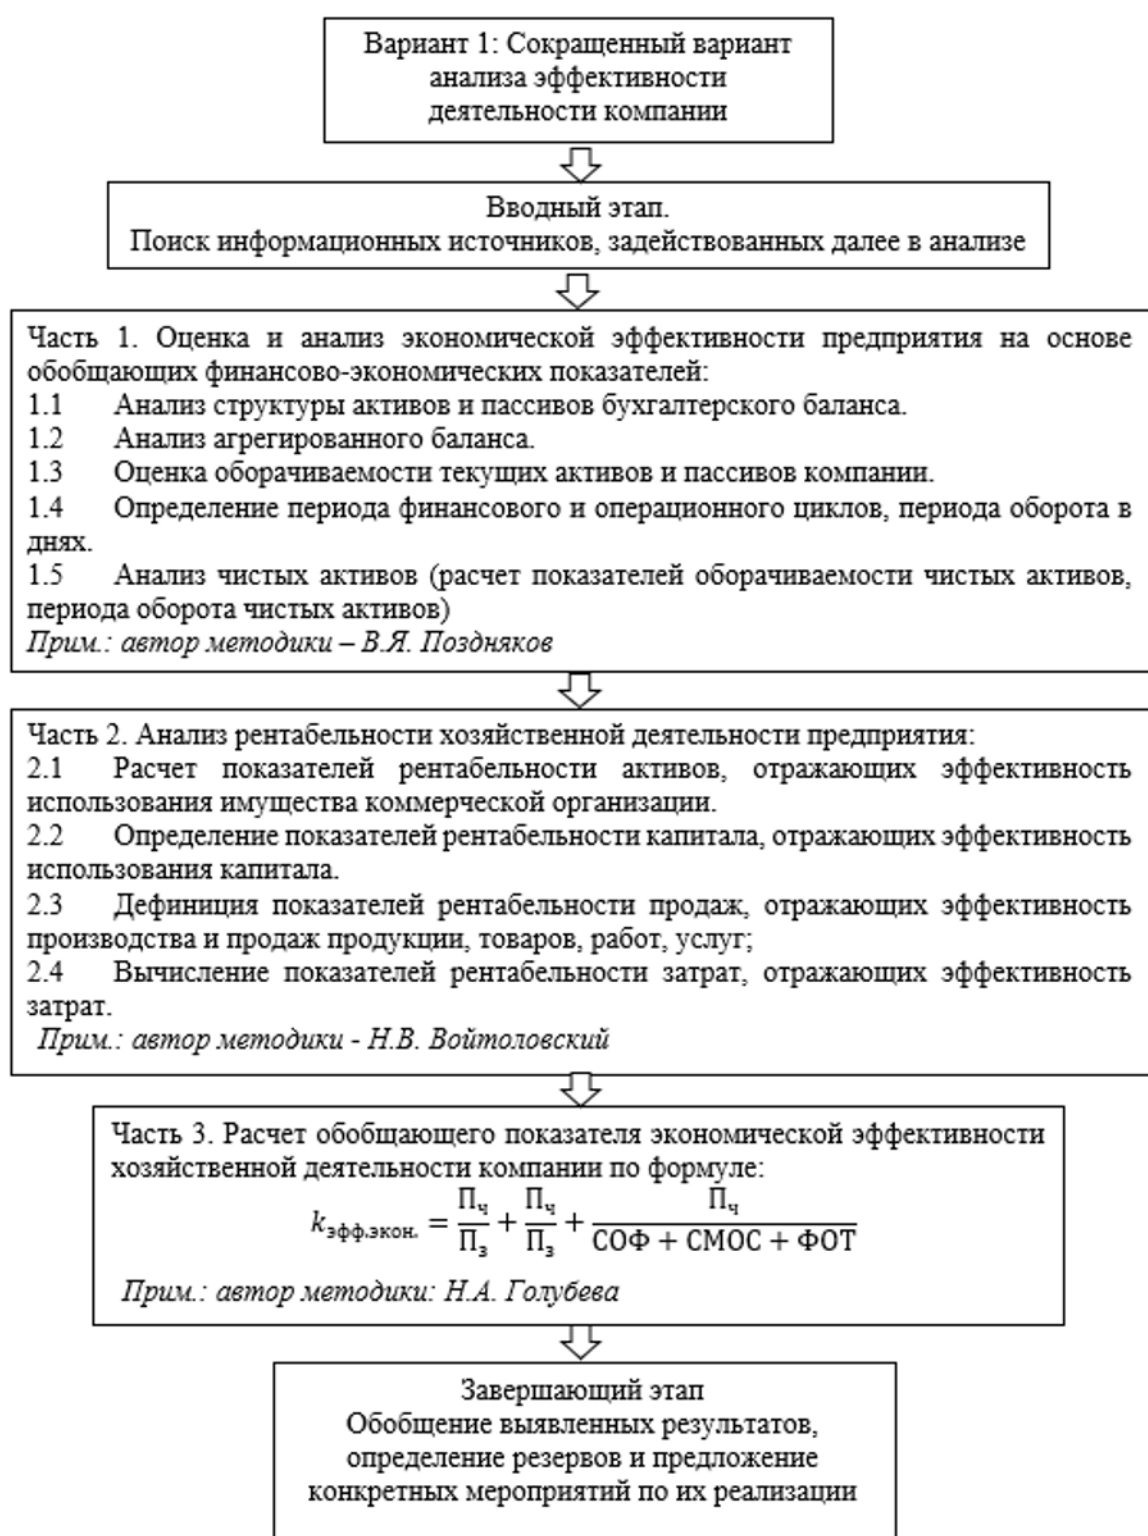 Вариант 1: Сокращенный вариант
анализа эффективности
деятельности компании
Вводный этап.
Поиск информационных источников, задействованных далее в анализе
Часть 1. Оценка и анализ экономической эффективности предприятия на основе
обобщающих финансово-экономических показателей:
1.1 Анализ структуры активов и пассивов бухгалтерского баланса.
1.2 Анализ агрегированного баланса.
1.3 Оценка оборачиваемости текущих активов и пассивов компании.
1.4 Определение периода финансового и операционного циклов, периода оборота в
днях.
1.5 Анализ чистых активов (расчет показателей оборачиваемости чистых активов,
периода оборота чистых активов)
Прим.: автор методики – В.Я. Поздняков
Часть 2. Анализ рентабельности хозяйственной деятельности предприятия:
2.1 Расчет показателей рентабельности активов, отражающих эффективность
использования имущества коммерческой организации.
2.2 Определение показателей рентабельности капитала, отражающих эффективность
использования капитала.
2.3 Дефиниция показателей рентабельности продаж, отражающих эффективность
производства и продаж продукции, товаров, работ, услуг;
2.4 Вычисление показателей рентабельности затрат, отражающих эффективность
затрат.
Прим.: автор методики - Н.В. Войтоловский
Часть 3. Расчет обобщающего показателя экономической эффективности
хозяйственной деятельности компании по формуле:
kэфф.экон. = Пч/Пз + Пч/Пз + Пч/(СОФ + СМОС + ФОТ)
Прим.: автор методики: Н.А. Голубева
Завершающий этап
Обобщение выявленных результатов,
определение резервов и предложение
конкретных мероприятий по их реализации